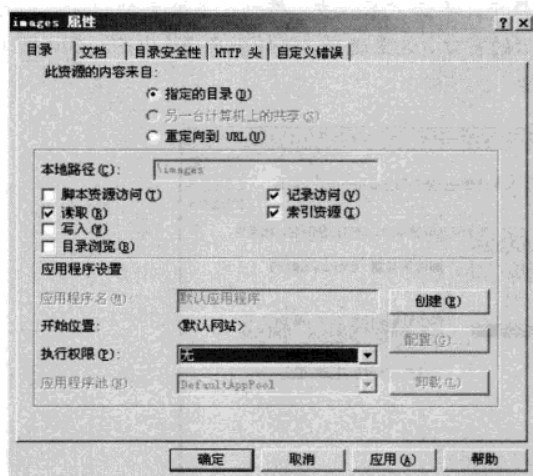 images 属性
目录 文档 目录安全性 HTTP 头 自定义错误
此资源的内容来自:
指定的目录(D)
另一台计算机上的共享(S)
重定向到 URL(U)
本地路径(C): \images
脚本资源访问(T) 记录访问(V)
读取(R) 索引资源(I)
写入(W)
目录浏览(B)
应用程序设置
应用程序名(M): 默认应用程序 创建(E)
开始位置: <默认网站>
配置(G)
执行权限(P): 无
应用程序池(N): DefaultAppPool 卸载(L)
确定 取消 应用(A) 帮助